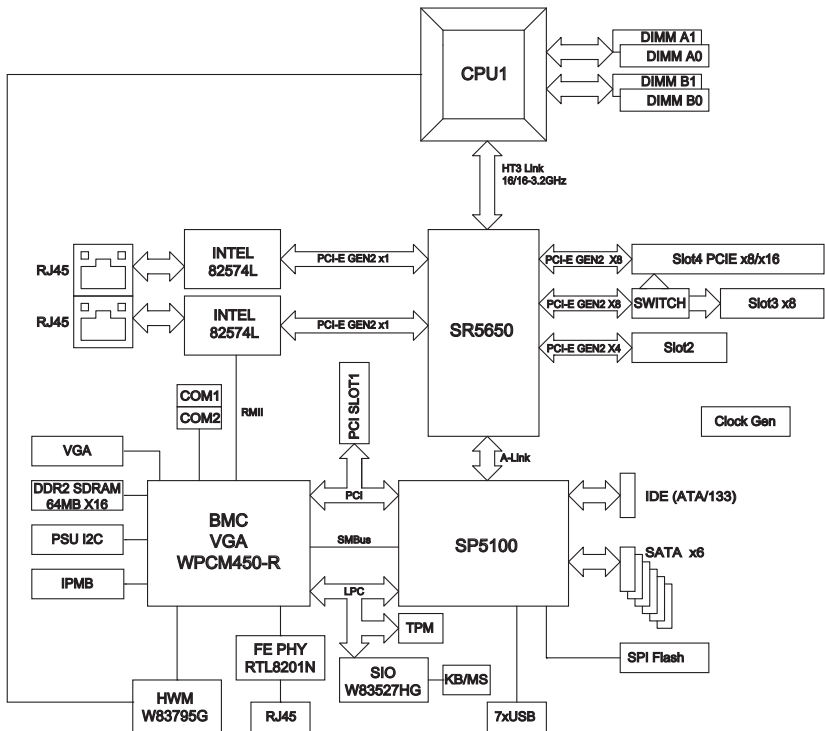 CPU1
DIMM A1
DIMM A0
DIMM B1
DIMM B0
HT3 Link
16/16-3.2GHz
RJ45
INTEL
82574L
PCI-E GEN2 x1
PCI-E GEN2 X8
Slot4 PCIE x8/x16
RJ45
INTEL
82574L
PCI-E GEN2 x1
SR5650
PCI-E GEN2 X8
SWITCH
Slot3 x8
PCI-E GEN2 X4
Slot2
COM1
COM2
RMII
PCI SLOT1
Clock Gen
A-Link
VGA
DDR2 SDRAM
64MB X16
PSU I2C
IPMB
BMC
VGA
WPCM450-R
PCI
SMBus
LPC
SP5100
IDE (ATA/133)
SATA x6
TPM
SPI Flash
FE PHY
RTL8201N
SIO
W83527HG
KB/MS
HWM
W83795G
RJ45
7xUSB